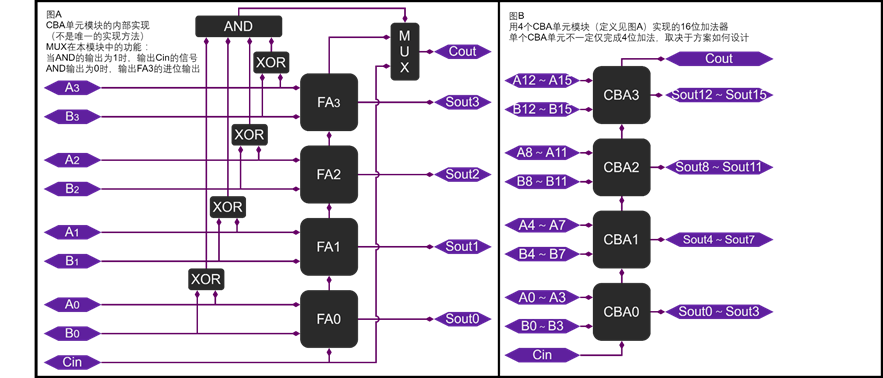 图A
CBA单元模块的内部实现
（不是唯一的实现方法）
MUX在本模块中的功能：
当AND的输出为1时，输出Cin的信号
AND输出为0时，输出FA3的进位输出
AND
MUX
Cout
XOR
A3
B3
FA3
Sout3
XOR
A2
B2
FA2
Sout2
XOR
A1
B1
FA1
Sout1
XOR
A0
B0
FA0
Sout0
Cin
图B
用4个CBA单元模块（定义见图A）实现的16位加法器
单个CBA单元不一定仅完成4位加法，取决于方案如何设计
Cout
A12～A15
B12～B15
CBA3
Sout12～Sout15
A8～A11
B8～B11
CBA2
Sout8～Sout11
A4～A7
B4～B7
CBA1
Sout4～Sout7
A0～A3
B0～B3
CBA0
Sout0～Sout3
Cin